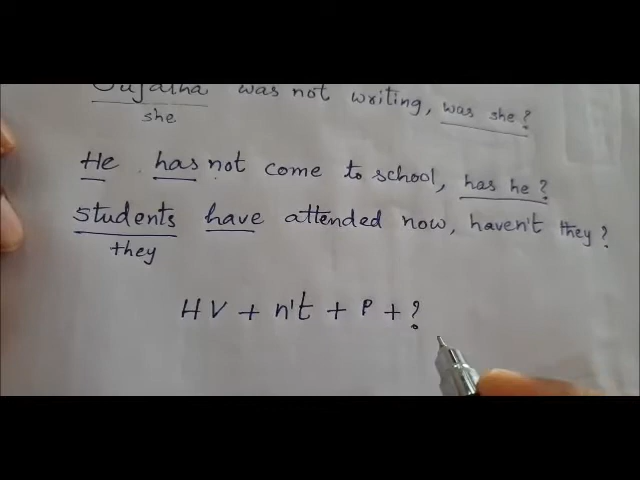 Sujatha was not writing, was she?
she
He has not come to school, has he?
Students have attended now, haven't they?
they
HV + n't + P + ?